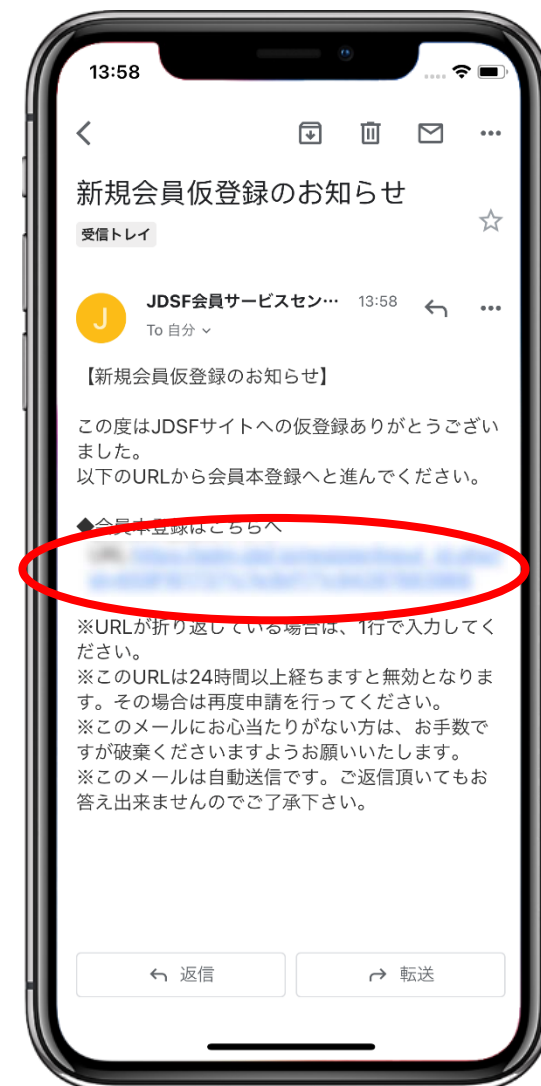 13:58
新規会員仮登録のお知らせ
受信トレイ
J
JDSF会員サービスセン… 13:58
To 自分
【新規会員仮登録のお知らせ】
この度はJDSFサイトへの仮登録ありがとうござい
ました。
以下のURLから会員本登録へと進んでください。
◆会員本登録はこちらへ
※URLが折り返している場合は、1行で入力してく
ださい。
※このURLは24時間以上経ちますと無効となりま
す。その場合は再度申請を行ってください。
※このメールにお心当たりがない方は、お手数で
すが破棄くださいますようお願いいたします。
※このメールは自動送信です。ご返信頂いてもお
答え出来ませんのでご了承下さい。
返信
転送